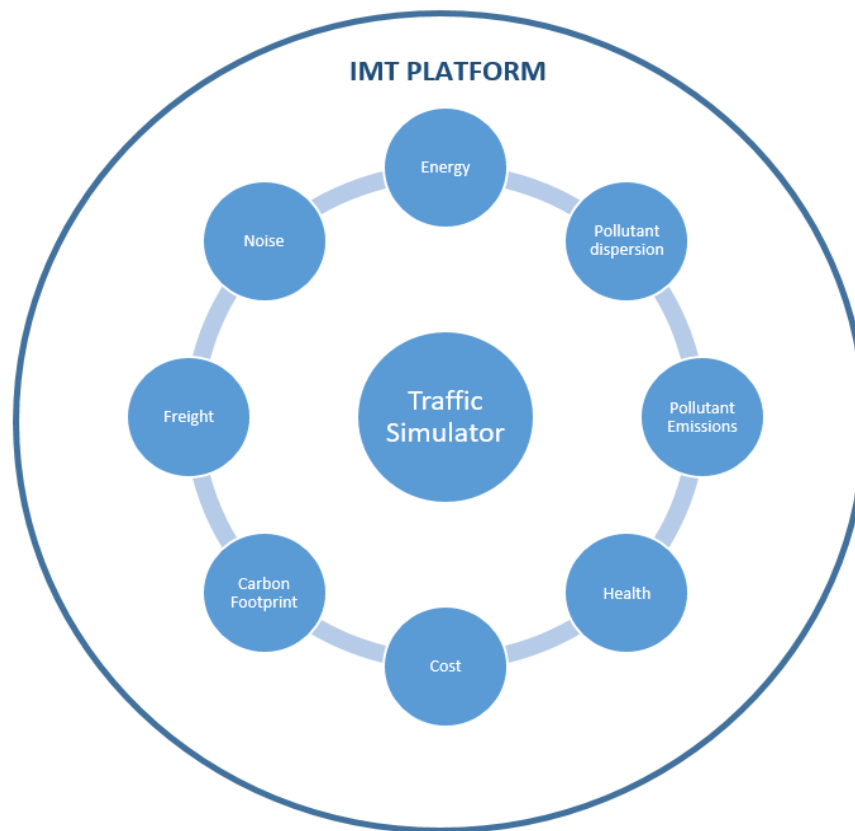 IMT PLATFORM
Energy
Pollutant
dispersion
Noise
Traffic
Simulator
Freight
Pollutant
Emissions
Carbon
Footprint
Health
Cost